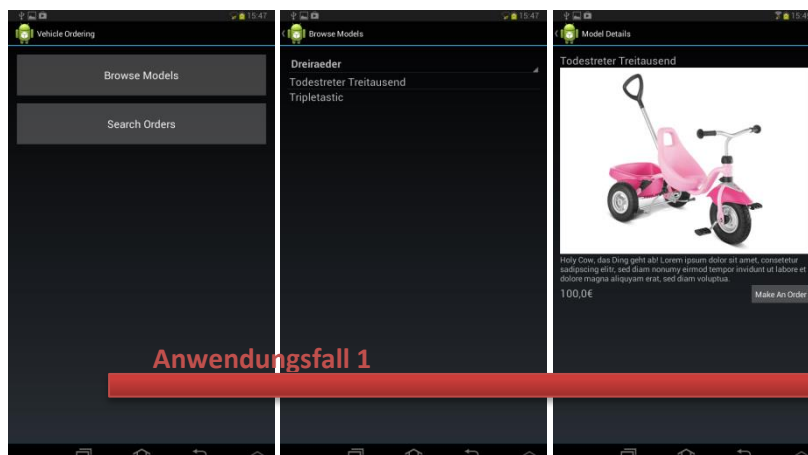 15:47
Vehicle Ordering
Browse Models
Search Orders
15:47
Browse Models
Dreiraeder
Todestreter Treitausend
Tripletastic
15:49
Model Details
Todestreter Treitausend
Holy Cow, das Ding geht ab! Lorem ipsum dolor sit amet, consetetur
sadipscing elitr, sed diam nonumy eirmod tempor invidunt ut labore et
dolore magna aliquyam erat, sed diam voluptua.
100,0€
Make An Order
Anwendungsfall 1